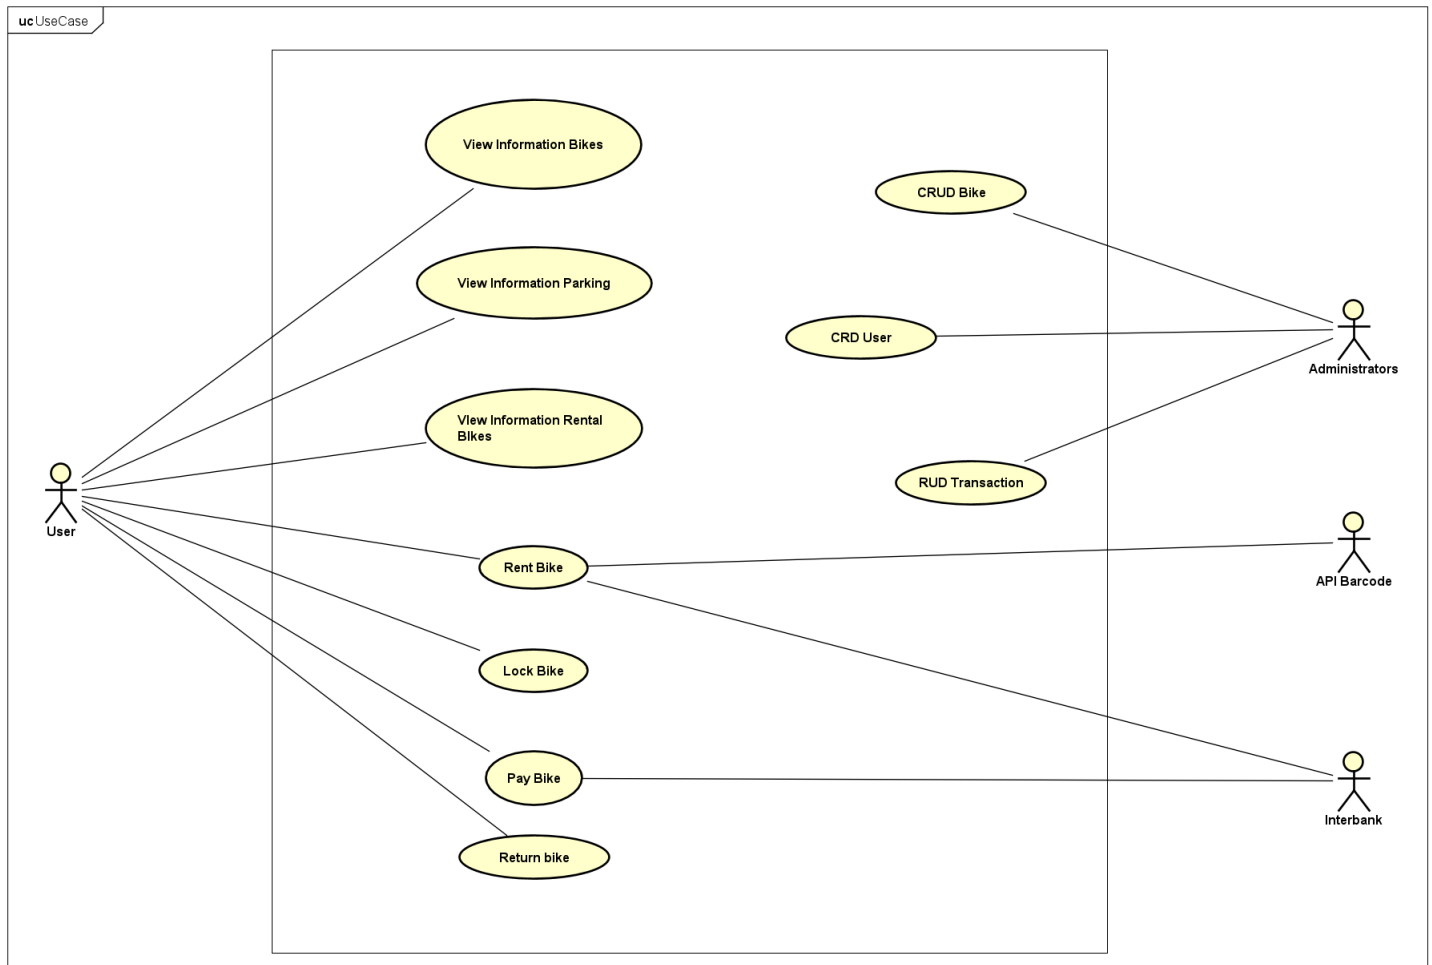 uc UseCase
View Information Bikes
CRUD Bike
View Information Parking
CRD User
Administrators
VIew Information Rental
BIkes
RUD Transaction
User
Rent Bike
API Barcode
Lock Bike
Pay Bike
Interbank
Return bike